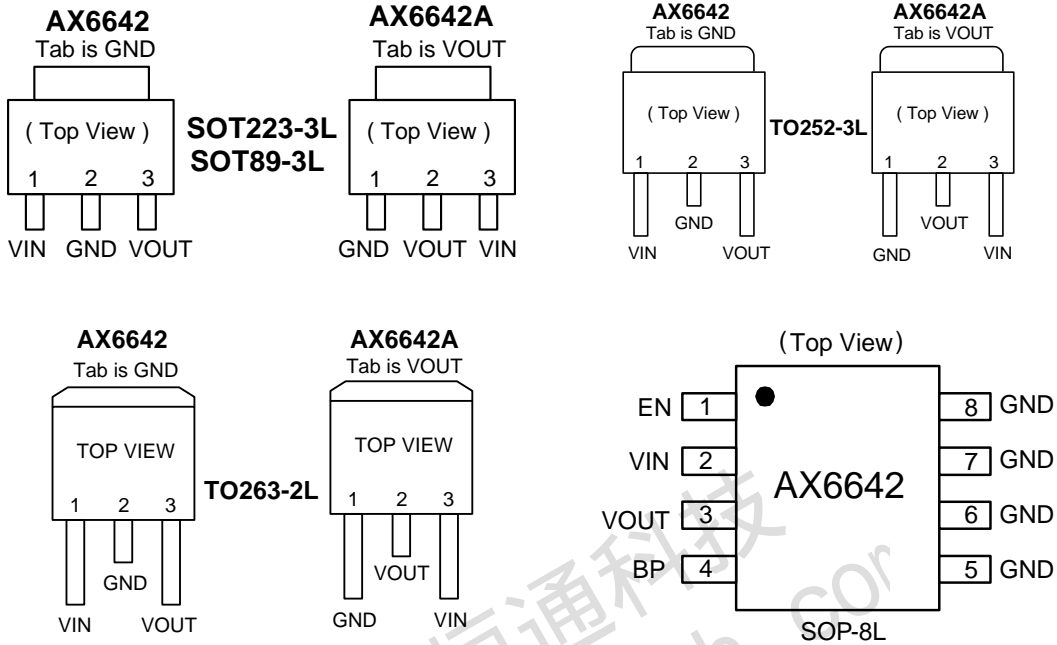 AX6642
Tab is GND
( Top View )
1 2 3
VIN GND VOUT
SOT223-3L
SOT89-3L
AX6642A
Tab is VOUT
( Top View )
1 2 3
GND VOUT VIN
AX6642
Tab is GND
( Top View )
1 2 3
GND
VIN VOUT
TO252-3L
AX6642A
Tab is VOUT
( Top View )
1 2 3
VOUT
GND VIN
AX6642
Tab is GND
TOP VIEW
1 2 3
GND
VIN VOUT
TO263-2L
AX6642A
Tab is VOUT
TOP VIEW
1 2 3
VOUT
GND VIN
(Top View)
EN 1 8 GND
VIN 2 7 GND
AX6642
VOUT 3 6 GND
BP 4 5 GND
SOP-8L
通科技